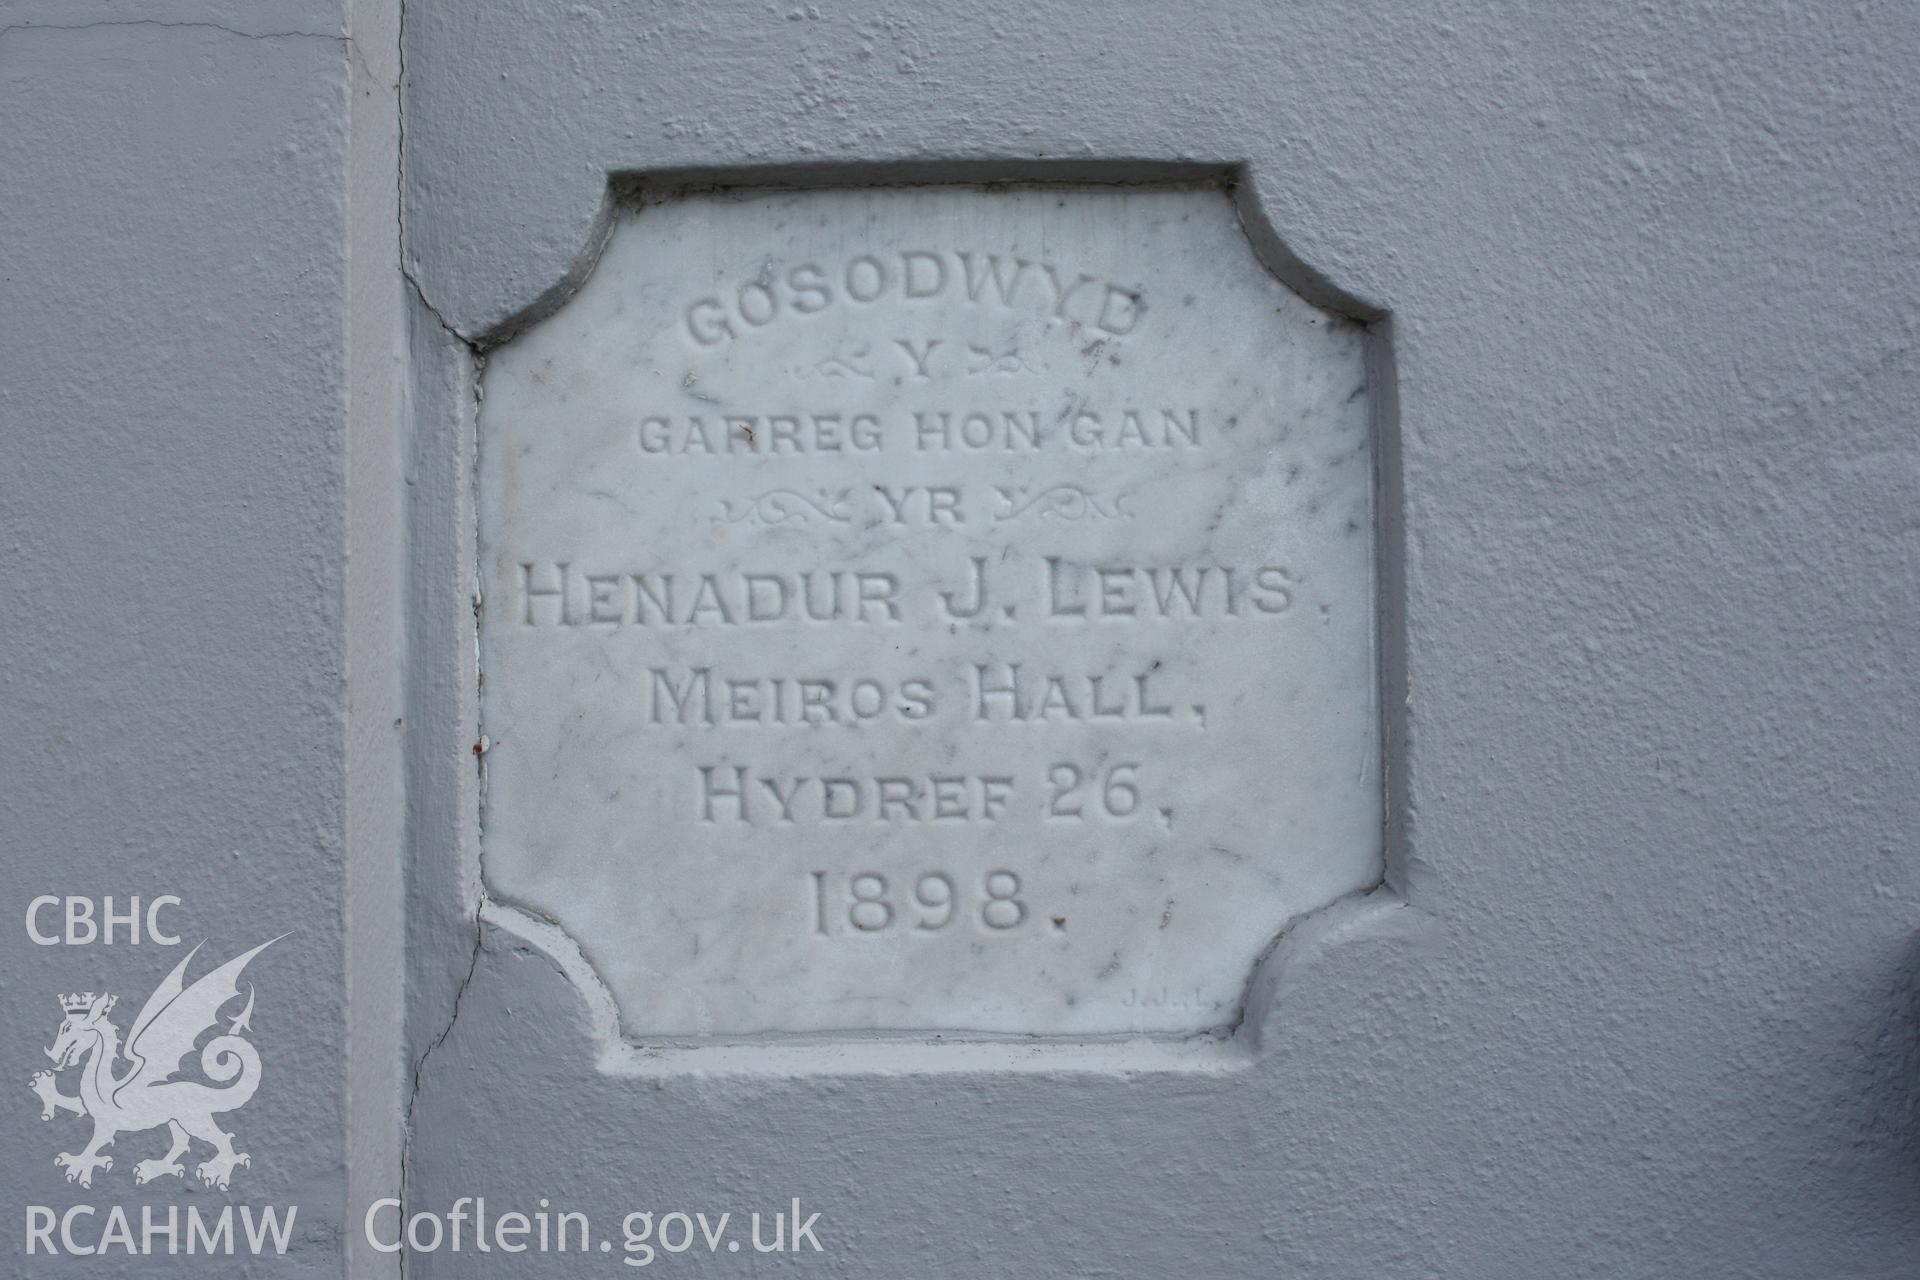 GOSODWYD
Y
GARREG HON GAN
YR
HENADUR J. LEWIS,
MEIROS HALL,
HYDREF 26,
1898.
J.J.L.
CBHC
RCAHMW
Coflein.gov.uk